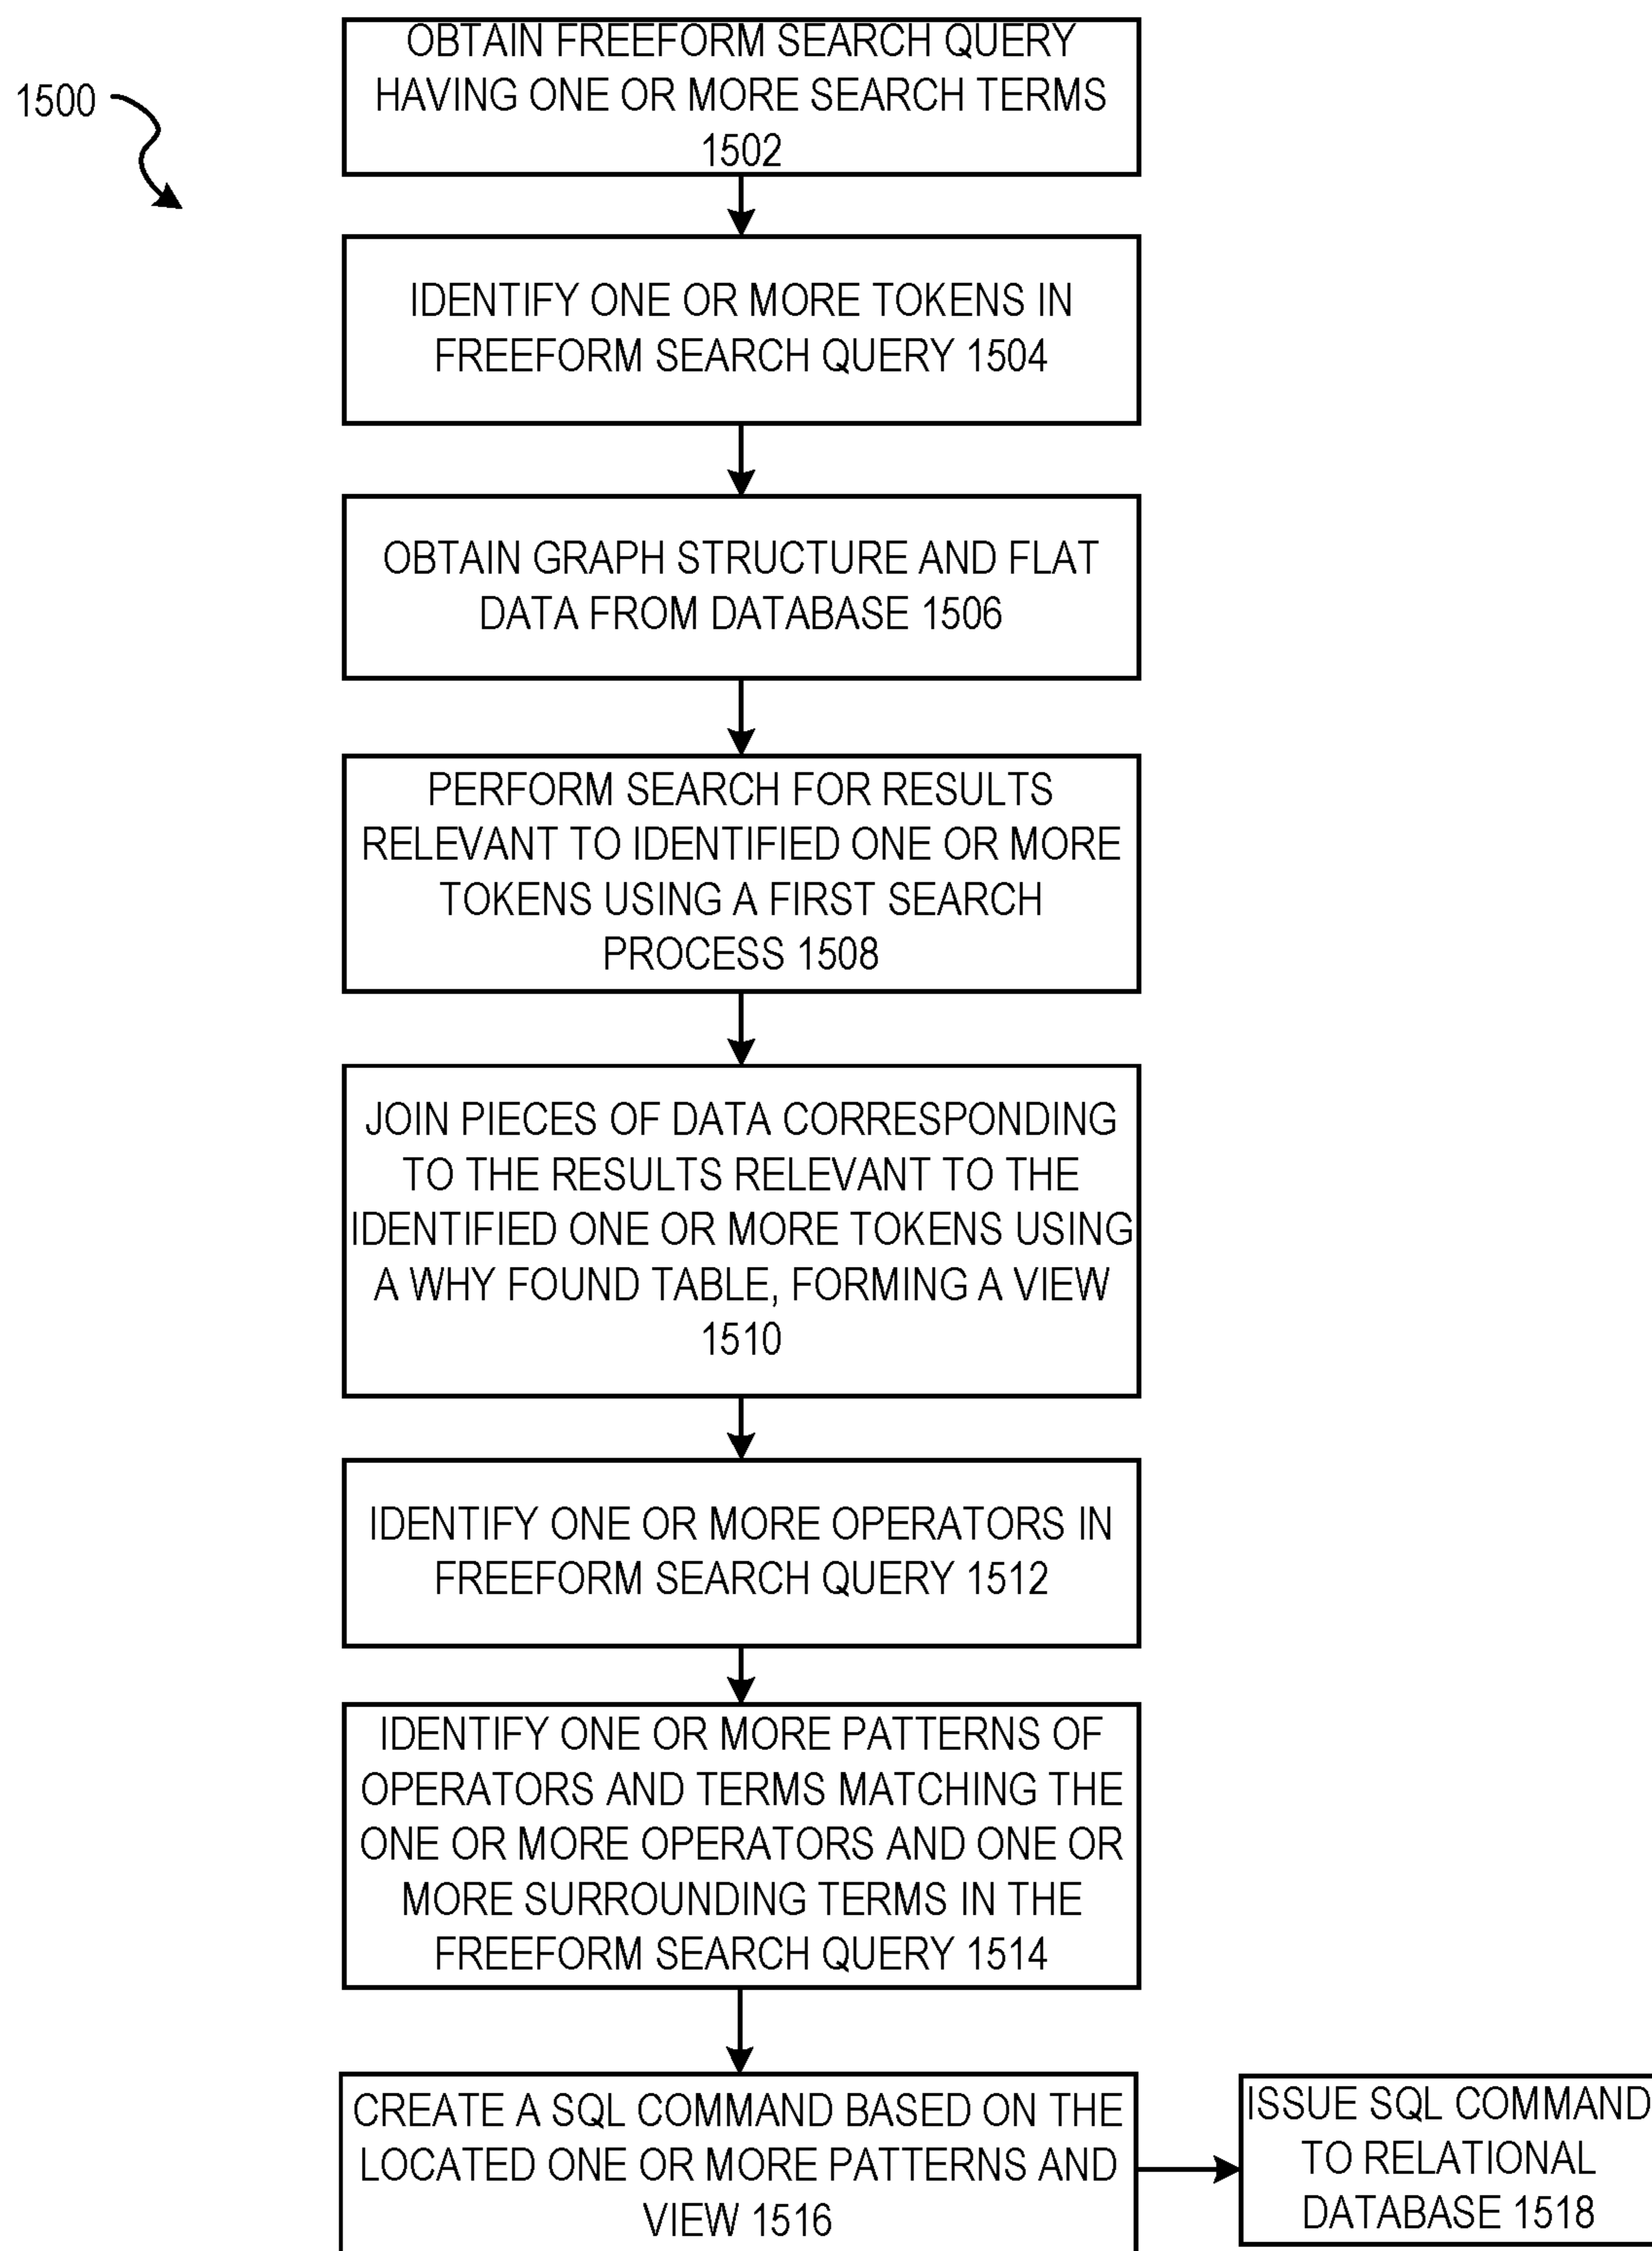 1500
OBTAIN FREEFORM SEARCH QUERY
HAVING ONE OR MORE SEARCH TERMS
1502
IDENTIFY ONE OR MORE TOKENS IN
FREEFORM SEARCH QUERY 1504
OBTAIN GRAPH STRUCTURE AND FLAT
DATA FROM DATABASE 1506
PERFORM SEARCH FOR RESULTS
RELEVANT TO IDENTIFIED ONE OR MORE
TOKENS USING A FIRST SEARCH
PROCESS 1508
JOIN PIECES OF DATA CORRESPONDING
TO THE RESULTS RELEVANT TO THE
IDENTIFIED ONE OR MORE TOKENS USING
A WHY FOUND TABLE, FORMING A VIEW
1510
IDENTIFY ONE OR MORE OPERATORS IN
FREEFORM SEARCH QUERY 1512
IDENTIFY ONE OR MORE PATTERNS OF
OPERATORS AND TERMS MATCHING THE
ONE OR MORE OPERATORS AND ONE OR
MORE SURROUNDING TERMS IN THE
FREEFORM SEARCH QUERY 1514
CREATE A SQL COMMAND BASED ON THE
LOCATED ONE OR MORE PATTERNS AND
VIEW 1516
ISSUE SQL COMMAND
TO RELATIONAL
DATABASE 1518